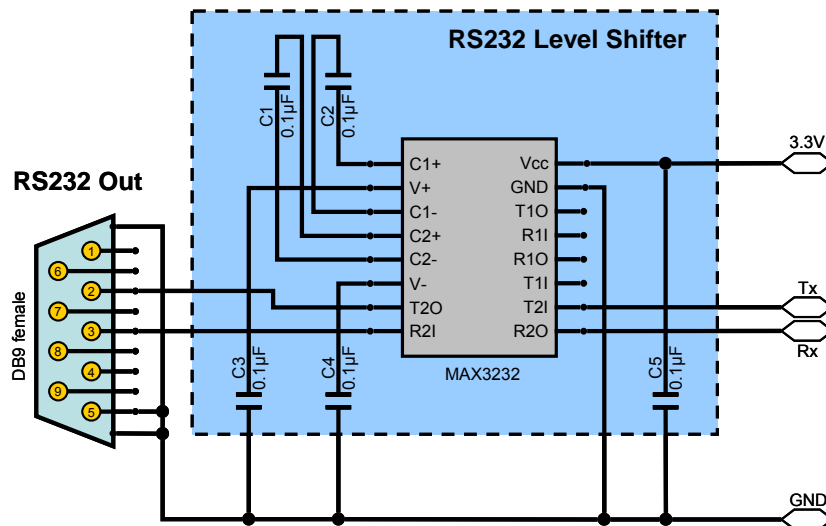 RS232 Level Shifter
C1
0.1µF
C2
0.1µF
3.3V
RS232 Out
C1+
V+
C1-
C2+
C2-
V-
T2O
R2I
Vcc
GND
T1O
R1I
R1O
T1I
T2I
R2O
MAX3232
Tx
Rx
DB9 female
1
6
2
7
3
8
4
9
5
C3
0.1µF
C4
0.1µF
C5
0.1µF
GND